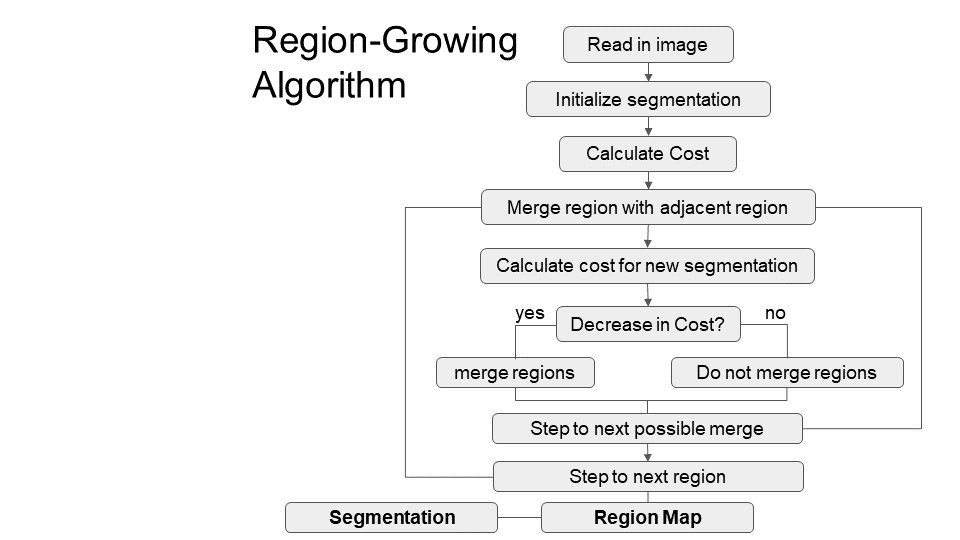 Region-Growing
Algorithm
Read in image
Initialize segmentation
Calculate Cost
Merge region with adjacent region
Calculate cost for new segmentation
yes
no
Decrease in Cost?
merge regions
Do not merge regions
Step to next possible merge
Step to next region
Segmentation
Region Map